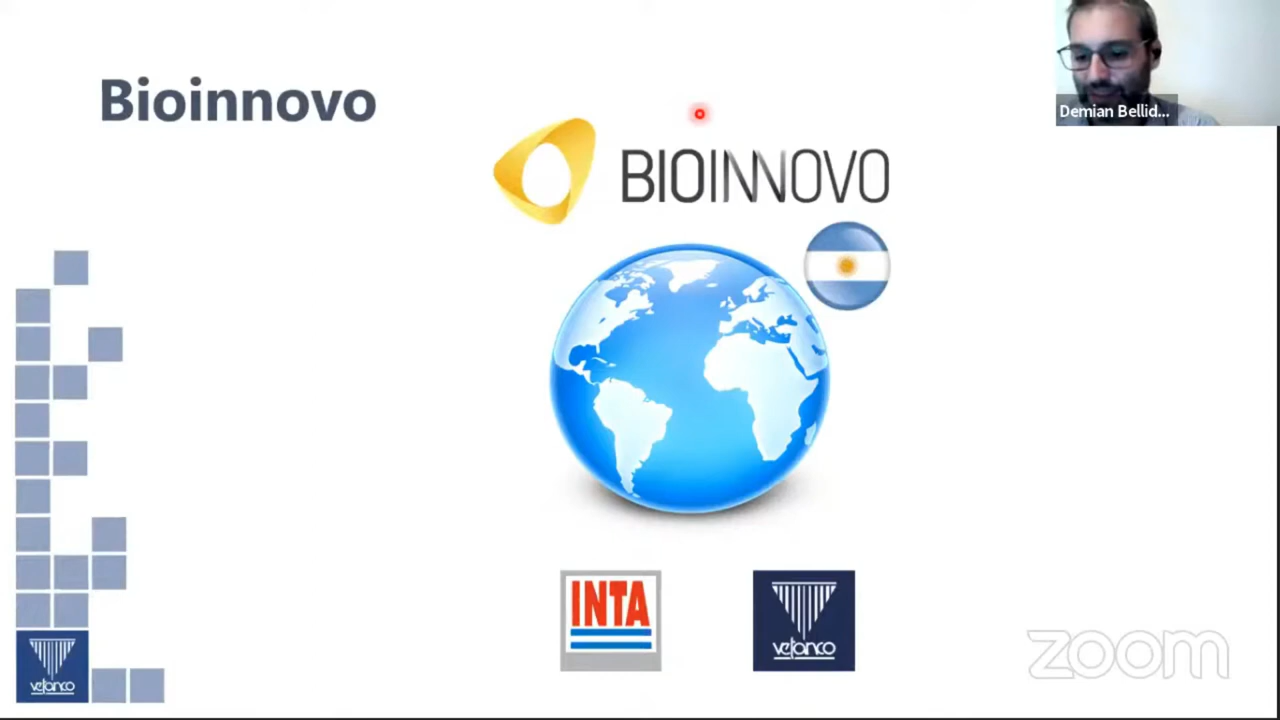 Bioinnovo
Demian Bellid...
BIOINNOVO
INTA
vetanco
vetanco
zoom